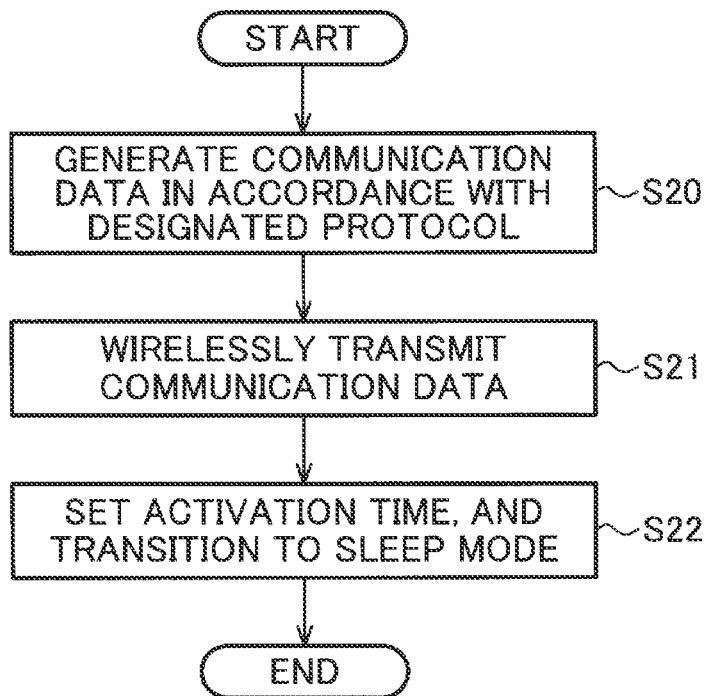 START
GENERATE COMMUNICATION
DATA IN ACCORDANCE WITH
DESIGNATED PROTOCOL
S20
WIRELESSLY TRANSMIT
COMMUNICATION DATA
S21
SET ACTIVATION TIME, AND
TRANSITION TO SLEEP MODE
S22
END